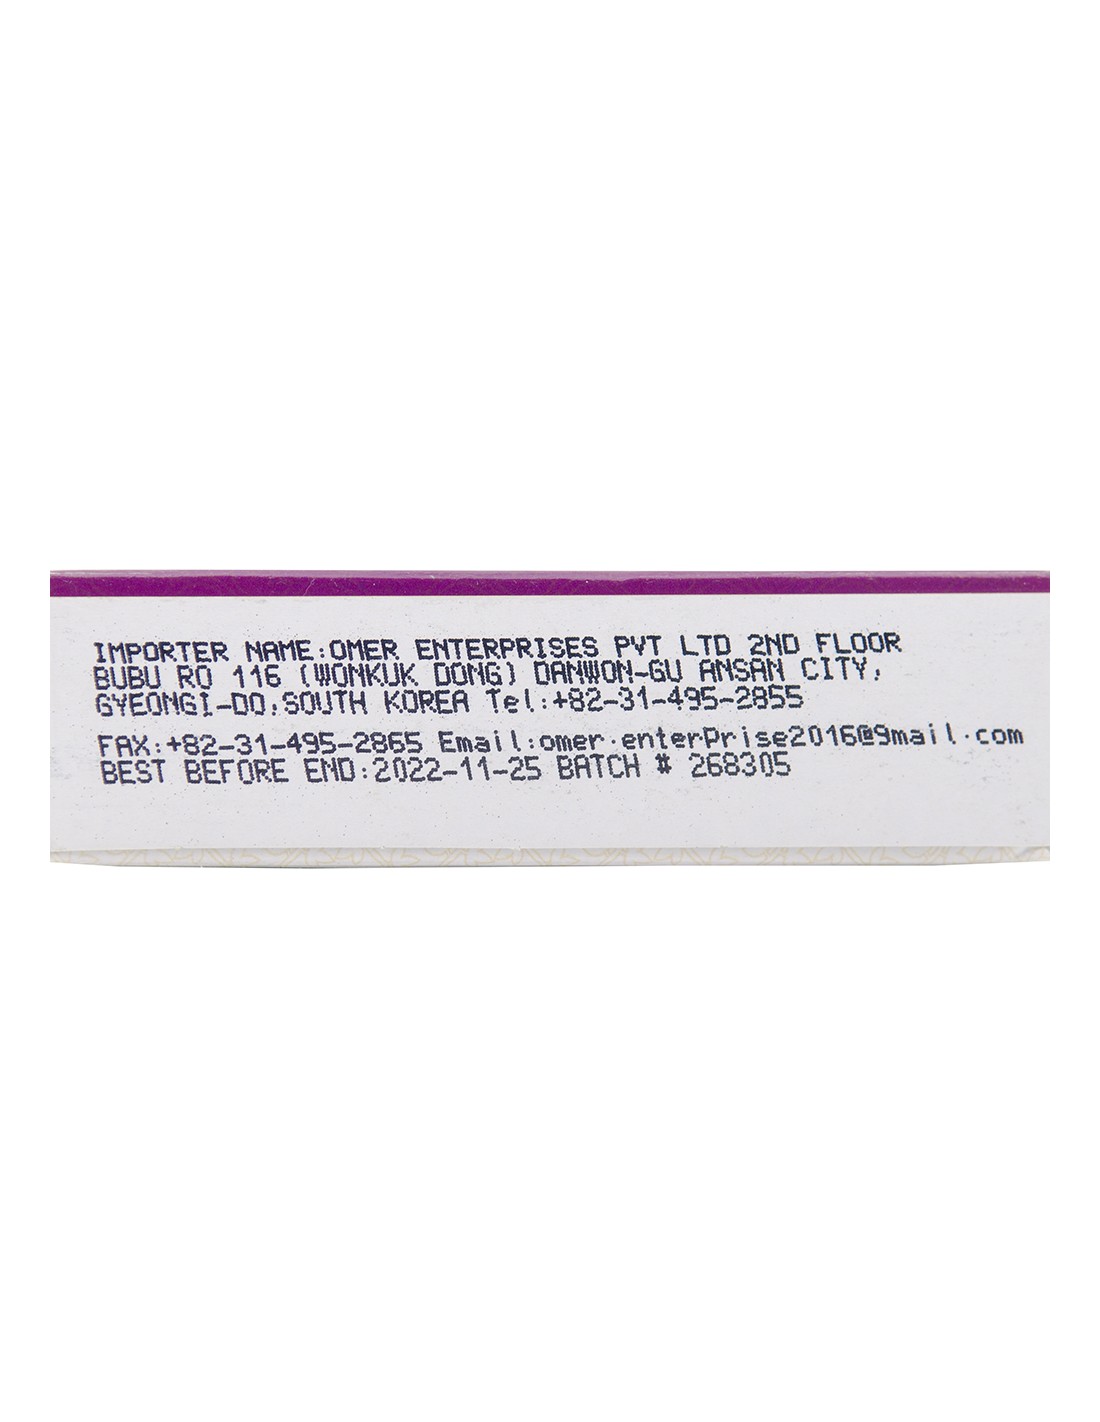 IMPORTER NAME:OMER ENTERPRISES PVT LTD 2ND FLOOR
BUBU RO 116 (WONKUK DONG) DANWON-GU ANSAN CITY,
GYEONGI-DO,SOUTH KOREA Tel:+82-31-495-2855
FAX:+82-31-495-2865 Email:omer.enterprise2016@gmail.com
BEST BEFORE END:2022-11-25 BATCH # 268305